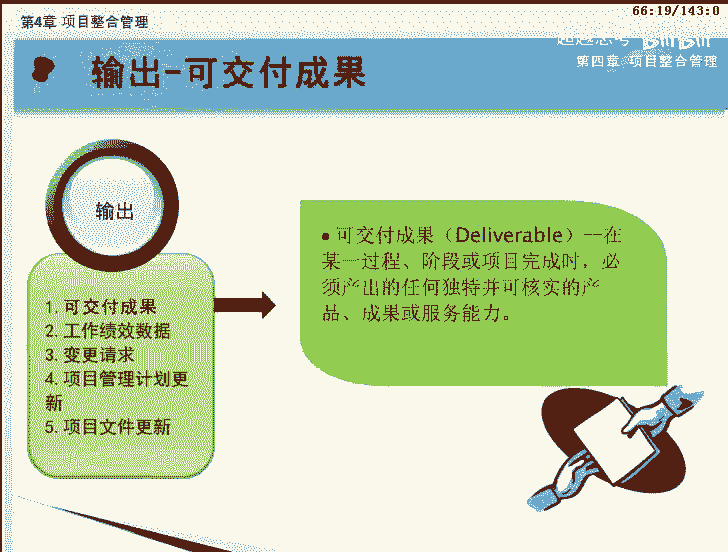 66:19/143:0
第4章 项目整合管理
BiliBili
第四章 项目整合管理
输出-可交付成果
输出
1. 可交付成果
2. 工作绩效数据
3. 变更请求
4. 项目管理计划更
新
5. 项目文件更新
• 可交付成果（Deliverable）--在
某一过程、阶段或项目完成时，必
须产出的任何独特并可核实的产
品、成果或服务能力。